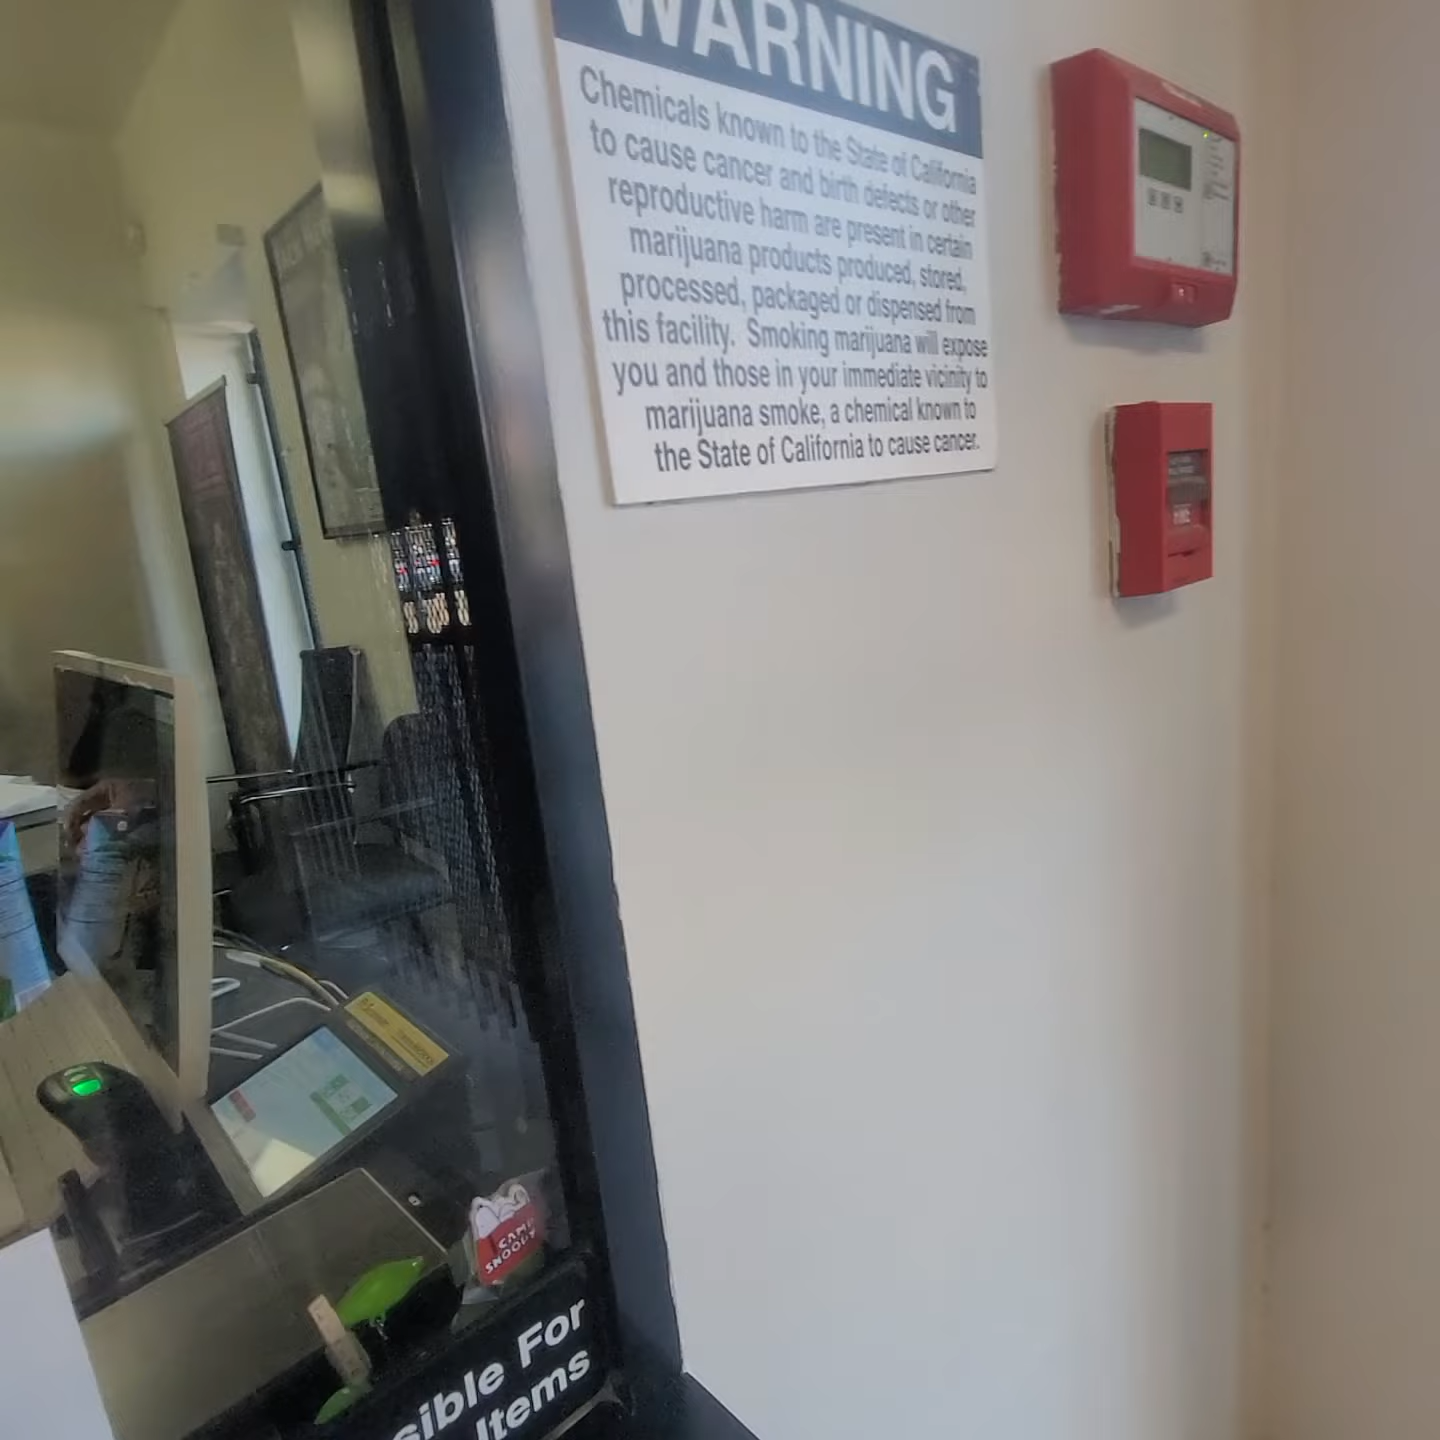 WARNING
Chemicals known to the State of California
to cause cancer and birth defects or other
reproductive harm are present in certain
marijuana products produced, stored,
processed, packaged or dispensed from
this facility. Smoking marijuana will expose
you and those in your immediate vicinity to
marijuana smoke, a chemical known to
the State of California to cause cancer.
CAMP
SNOOPY
sible For
Items